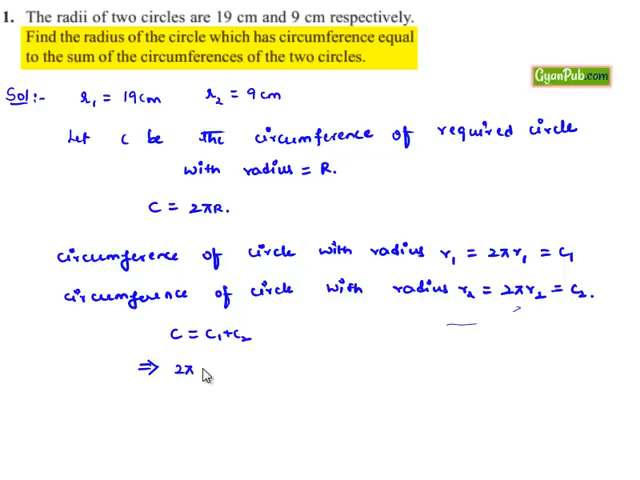 1. The radii of two circles are 19 cm and 9 cm respectively.
Find the radius of the circle which has circumference equal
to the sum of the circumferences of the two circles.
GyanPub.com
Sol:- r₁ = 19cm r₂ = 9cm
Let C be the circumference of required circle
with radius = R.
C = 2πR.
circumference of circle with radius r₁ = 2πr₁ = C₁
circumference of circle with radius r₂ = 2πr₂ = C₂.
C = C₁+C₂
⇒ 2π